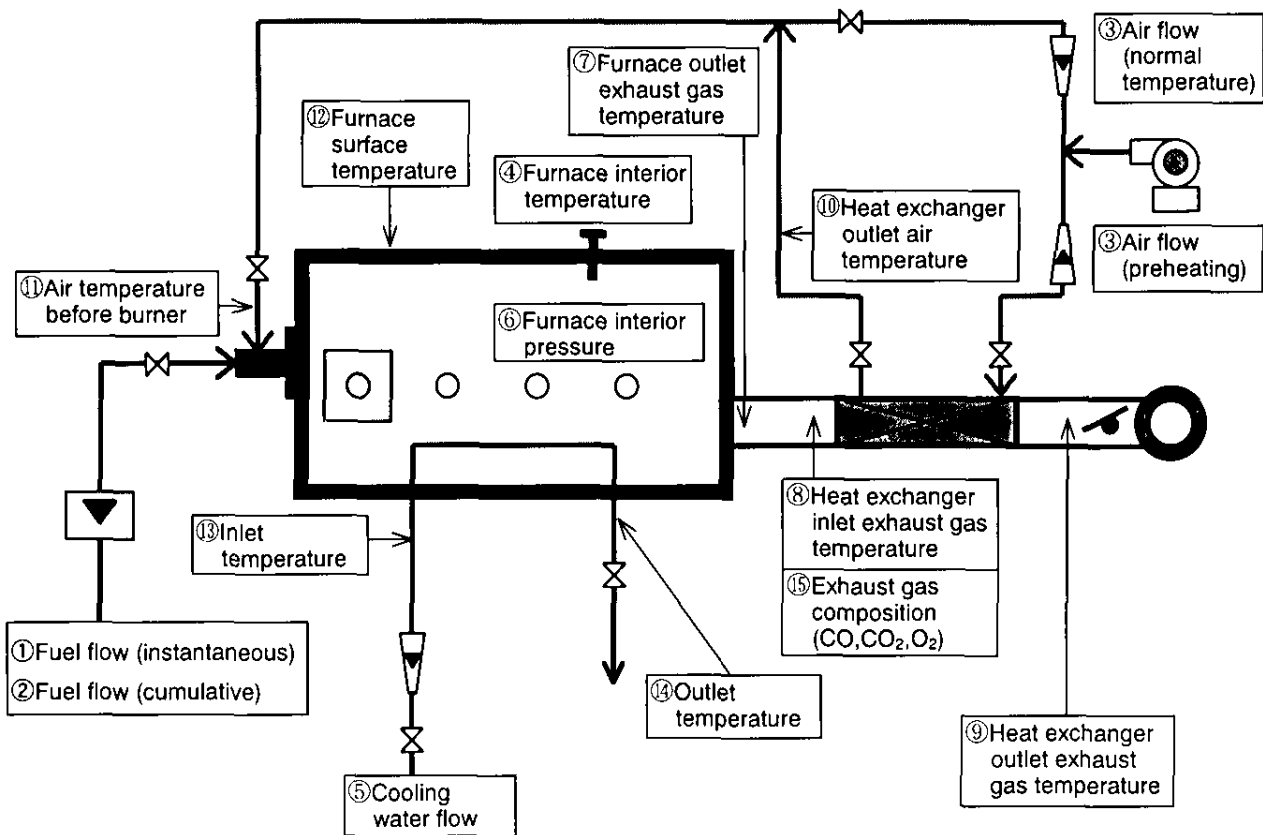 ③Air flow
(normal
temperature)
⑦Furnace outlet
exhaust gas
temperature
⑫Furnace
surface
temperature
④Furnace interior
temperature
⑩Heat exchanger
outlet air
temperature
③Air flow
(preheating)
⑪Air temperature
before burner
⑥Furnace interior
pressure
⑧Heat exchanger
inlet exhaust gas
temperature
⑬Inlet
temperature
⑮Exhaust gas
composition
(CO,CO₂,O₂)
①Fuel flow (instantaneous)
②Fuel flow (cumulative)
⑭Outlet
temperature
⑨Heat exchanger
outlet exhaust
gas temperature
⑤Cooling
water flow